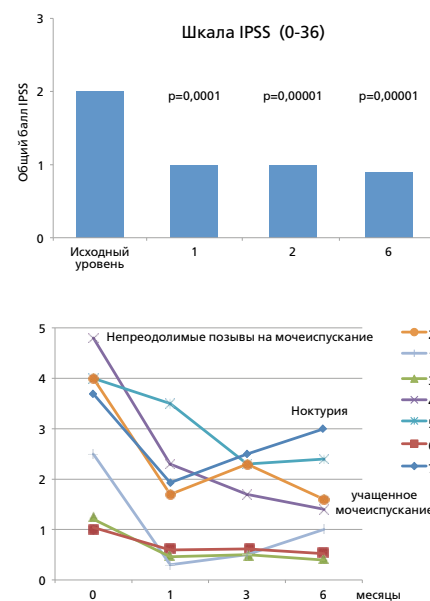 Шкала IPSS (0-36)
Общий балл IPSS
3
2
1
0
p=0,0001
p=0,00001
p=0,00001
Исходный
уровень
1
2
6
5
4
3
2
1
0
Непреодолимые позывы на мочеиспускание
Ноктурия
учащенное
мочеиспускание
0
1
3
6
месяцы